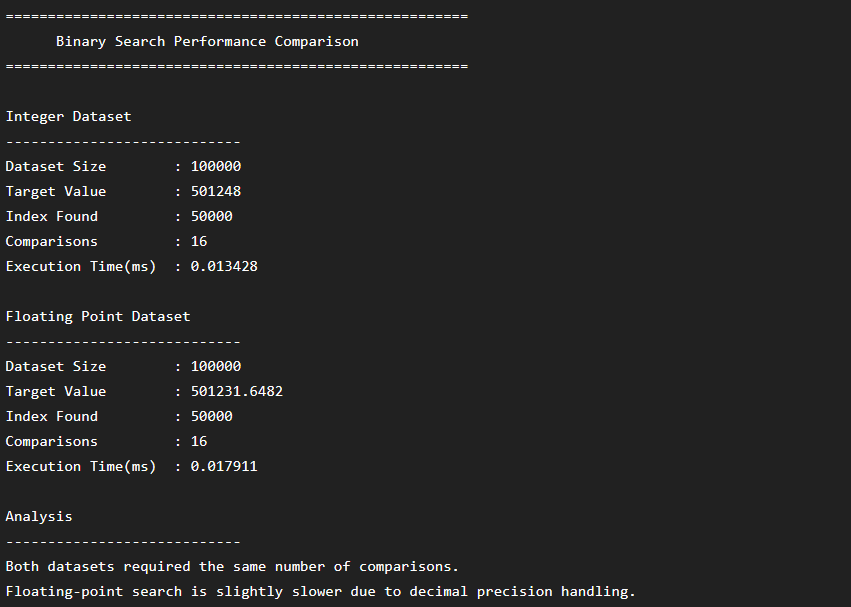 =======================================================
Binary Search Performance Comparison
=======================================================
Integer Dataset
----------------------------
Dataset Size : 100000
Target Value : 501248
Index Found : 50000
Comparisons : 16
Execution Time(ms) : 0.013428
Floating Point Dataset
----------------------------
Dataset Size : 100000
Target Value : 501231.6482
Index Found : 50000
Comparisons : 16
Execution Time(ms) : 0.017911
Analysis
----------------------------
Both datasets required the same number of comparisons.
Floating-point search is slightly slower due to decimal precision handling.